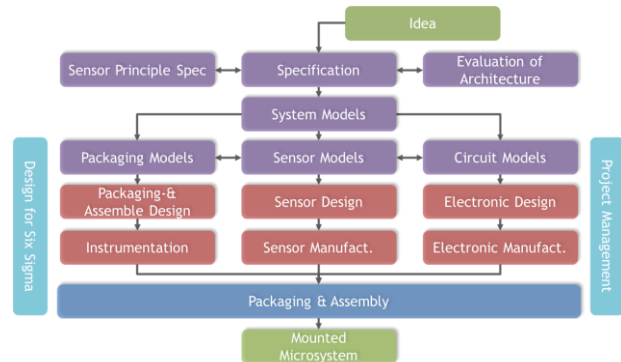 Idea
Sensor Principle Spec
Specification
Evaluation of
Architecture
System Models
Design for Six Sigma
Packaging Models
Sensor Models
Circuit Models
Project Management
Packaging-&
Assemble Design
Sensor Design
Electronic Design
Instrumentation
Sensor Manufact.
Electronic Manufact.
Packaging & Assembly
Mounted
Microsystem